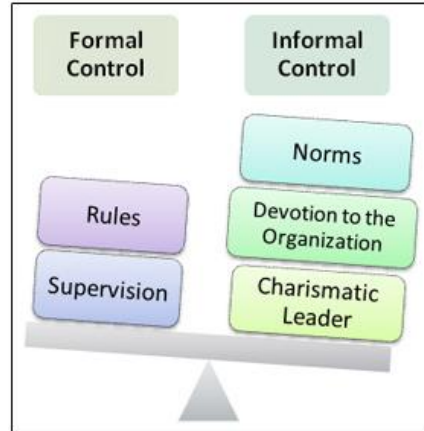 Formal
Control
Informal
Control
Rules
Supervision
Norms
Devotion to the
Organization
Charismatic
Leader